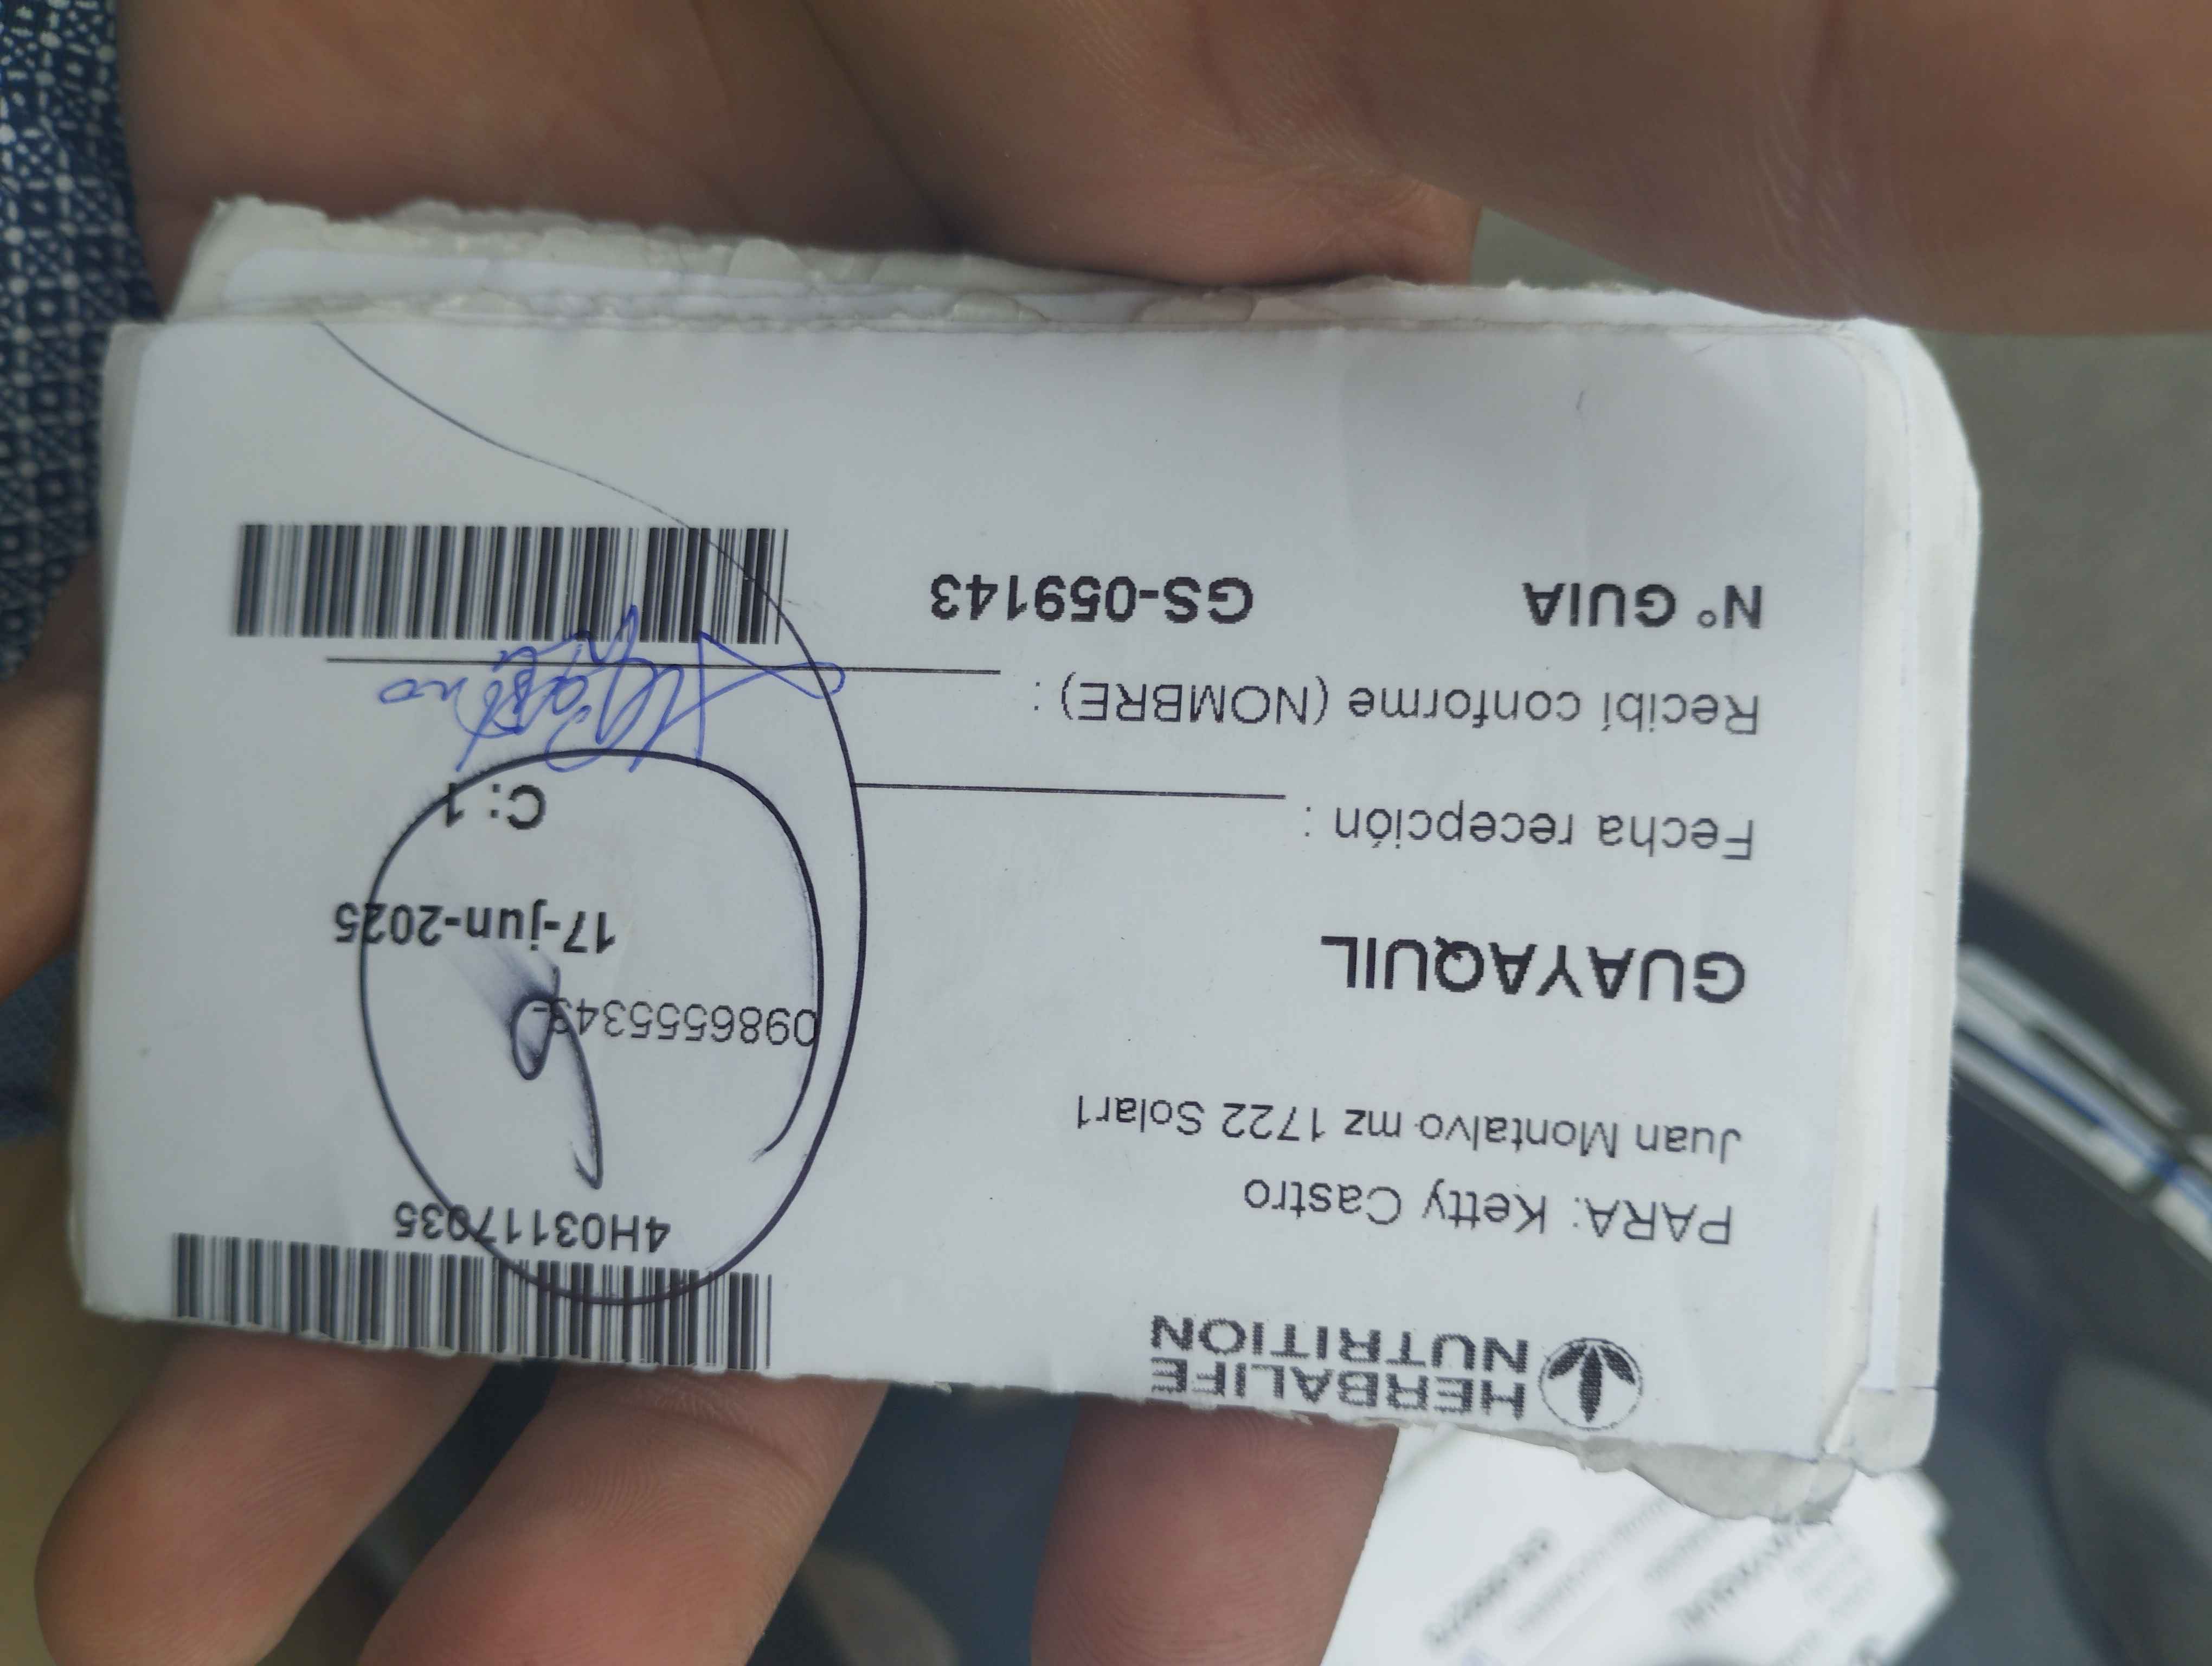 HERBALIFE
NUTRITION
4H03117035
PARA: Ketty Castro
Juan Montalvo mz 1722 Solar1
0986555343-
GUAYAQUIL
17-jun-2025
Fecha recepción :
C: 1
Recibí conforme (NOMBRE) :
N° GUIA GS-059143